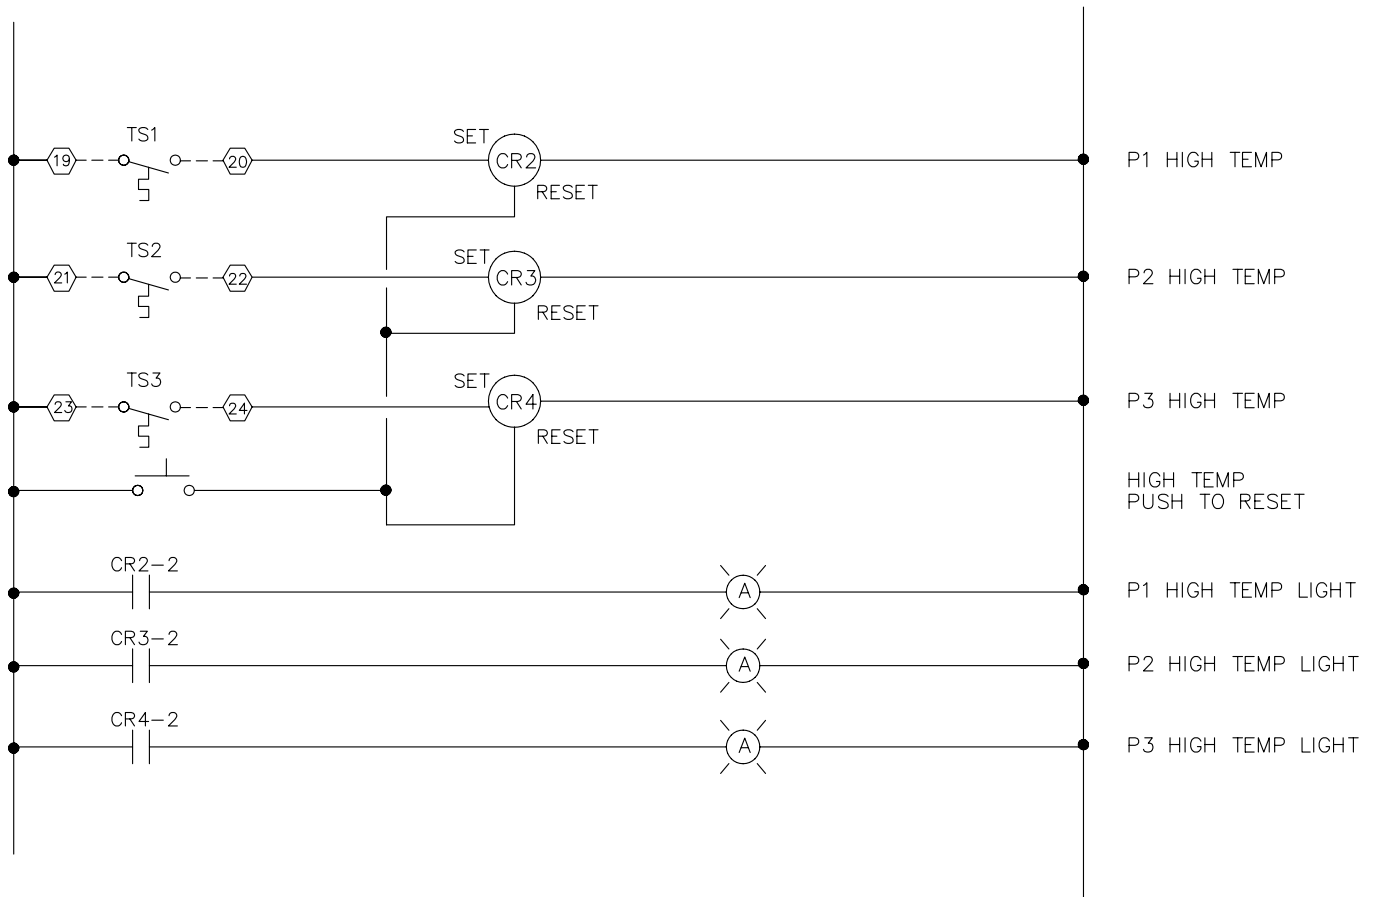 TS1
SET
19
20
CR2
P1 HIGH TEMP
RESET
TS2
SET
21
22
CR3
P2 HIGH TEMP
RESET
TS3
SET
23
24
CR4
P3 HIGH TEMP
RESET
HIGH TEMP
PUSH TO RESET
CR2-2
A
P1 HIGH TEMP LIGHT
CR3-2
A
P2 HIGH TEMP LIGHT
CR4-2
A
P3 HIGH TEMP LIGHT